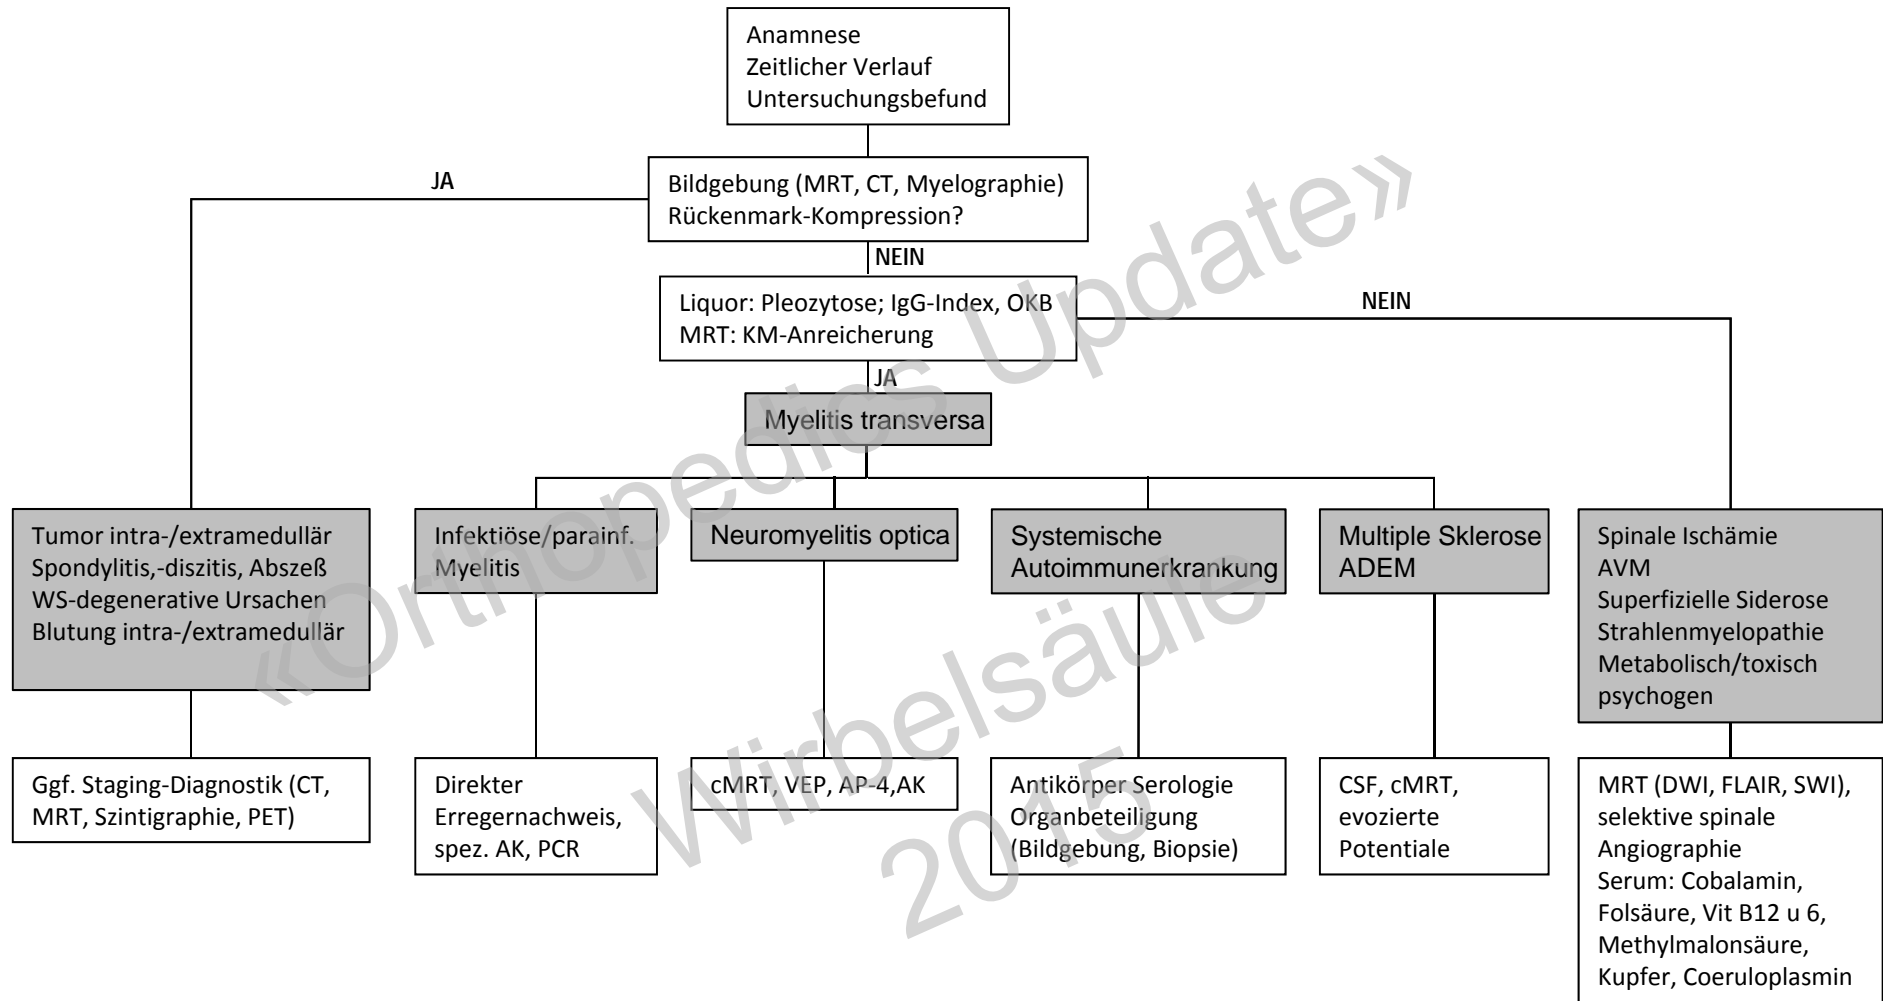 Anamnese
Zeitlicher Verlauf
Untersuchungsbefund
JA
Bildgebung (MRT, CT, Myelographie)
Rückenmark-Kompression?
NEIN
Liquor: Pleozytose; IgG-Index, OKB
MRT: KM-Anreicherung
NEIN
JA
Myelitis transversa
Tumor intra-/extramedullär
Spondylitis,-diszitis, Abszeß
WS-degenerative Ursachen
Blutung intra-/extramedullär
Infektiöse/parainf.
Myelitis
Neuromyelitis optica
Systemische
Autoimmunerkrankung
Multiple Sklerose
ADEM
Spinale Ischämie
AVM
Superfizielle Siderose
Strahlenmyelopathie
Metabolisch/toxisch
psychogen
Ggf. Staging-Diagnostik (CT,
MRT, Szintigraphie, PET)
Direkter
Erregernachweis,
spez. AK, PCR
cMRT, VEP, AP-4,AK
Antikörper Serologie
Organbeteiligung
(Bildgebung, Biopsie)
CSF, cMRT,
evozierte
Potentiale
MRT (DWI, FLAIR, SWI),
selektive spinale
Angiographie
Serum: Cobalamin,
Folsäure, Vit B12 u 6,
Methylmalonsäure,
Kupfer, Coeruloplasmin
«Orthopedics Update»
Wirbelsäule
2015